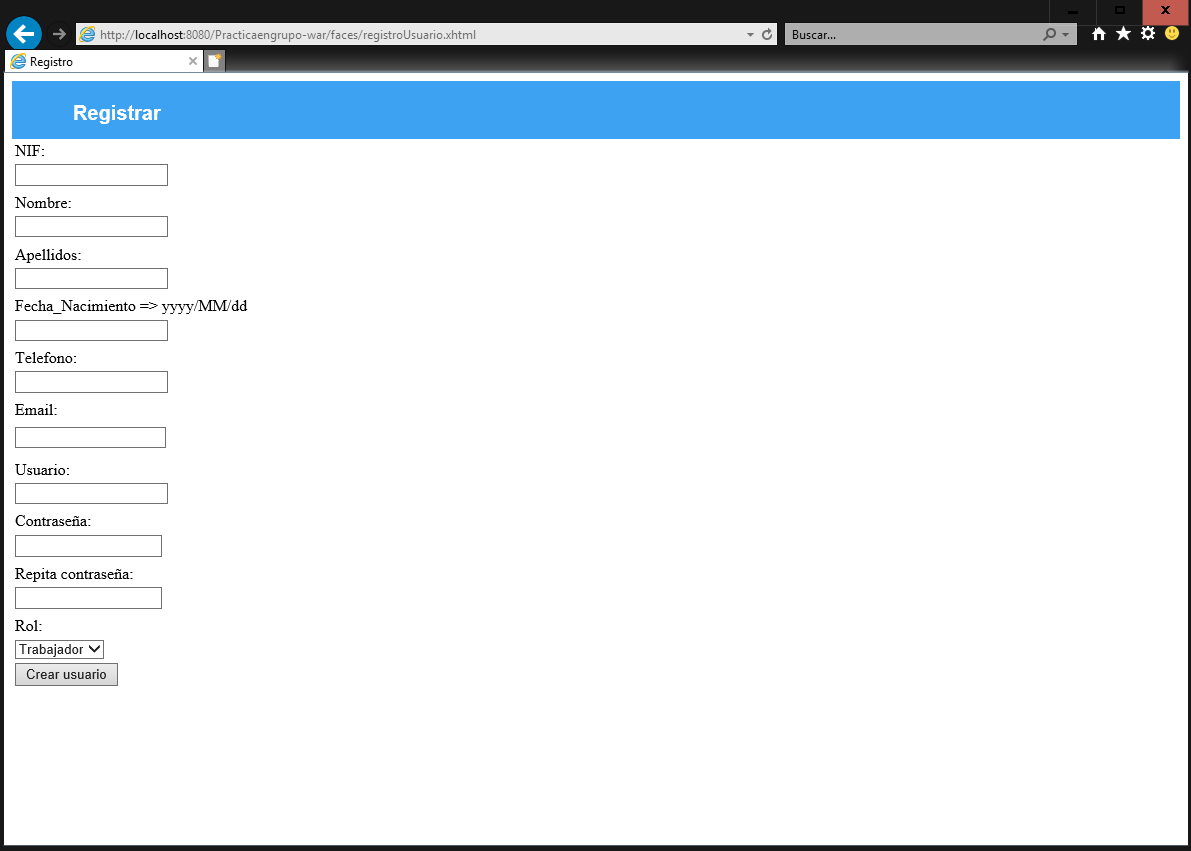 http://localhost:8080/Practicaengrupo-war/faces/registroUsuario.xhtml
Buscar...
Registro
Registrar
NIF:
Nombre:
Apellidos:
Fecha_Nacimiento => yyyy/MM/dd
Telefono:
Email:
Usuario:
Contraseña:
Repita contraseña:
Rol:
Trabajador
Crear usuario